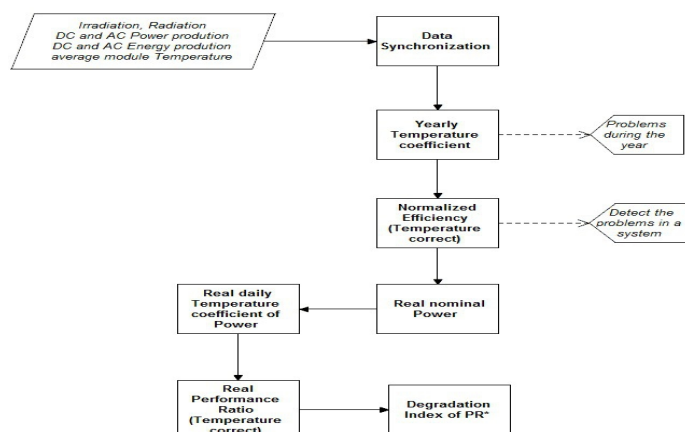 Irradiation, Radiation
DC and AC Power prodution
DC and AC Energy prodution
average module Temperature
Data
Synchronization
Yearly
Temperature
coefficient
Problems
during the
year
Normalized
Efficiency
(Temperature
correct)
Detect the
problems in a
system
Real daily
Temperature
coefficient of
Power
Real nominal
Power
Real
Performance
Ratio
(Temperature
correct)
Degradation
Index of PR*